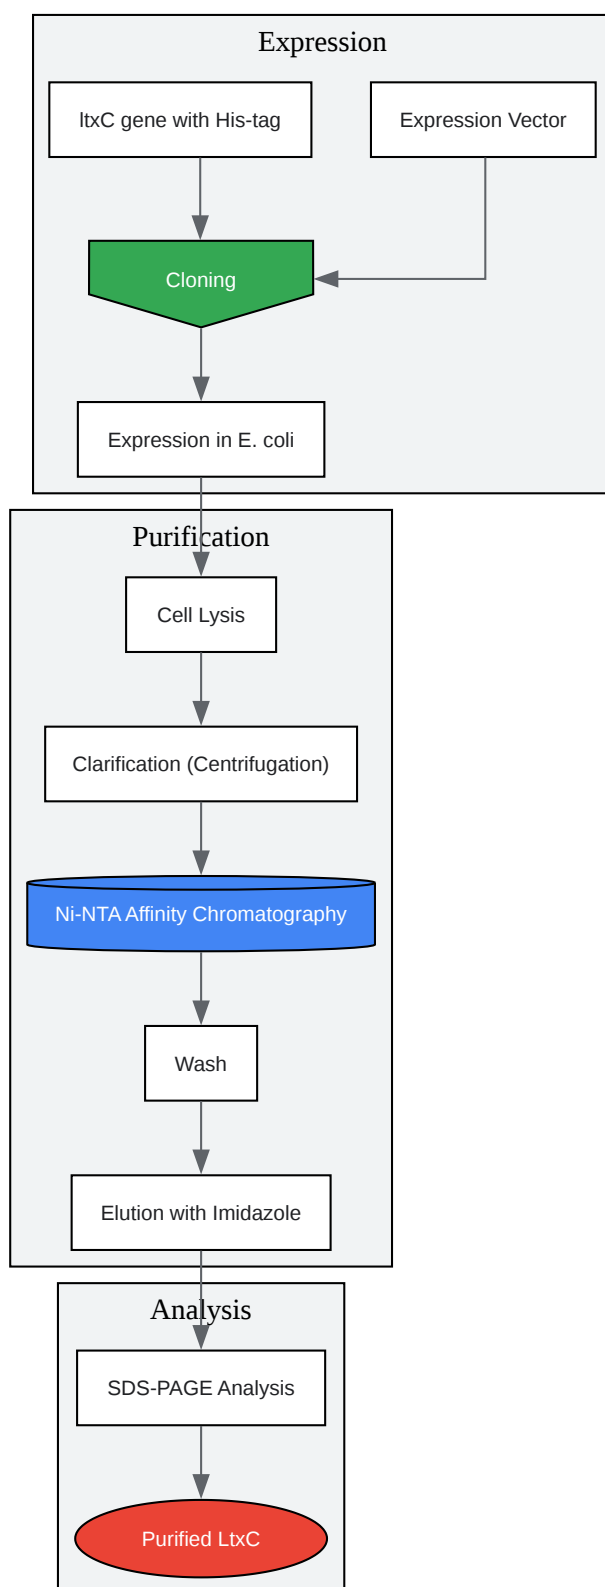 Expression
ltxC gene with His-tag
Expression Vector
Cloning
Expression in E. coli
Purification
Cell Lysis
Clarification (Centrifugation)
Ni-NTA Affinity Chromatography
Wash
Elution with Imidazole
Analysis
SDS-PAGE Analysis
Purified LtxC